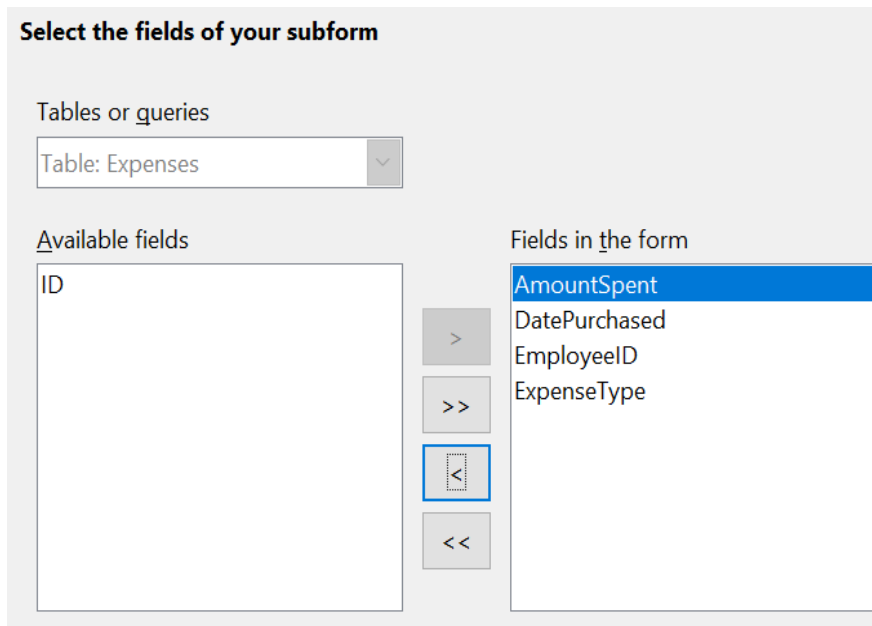 Select the fields of your subform
Tables or queries
Table: Expenses
Available fields
Fields in the form
ID
AmountSpent
DatePurchased
EmployeeID
ExpenseType
>
>>
<
<<